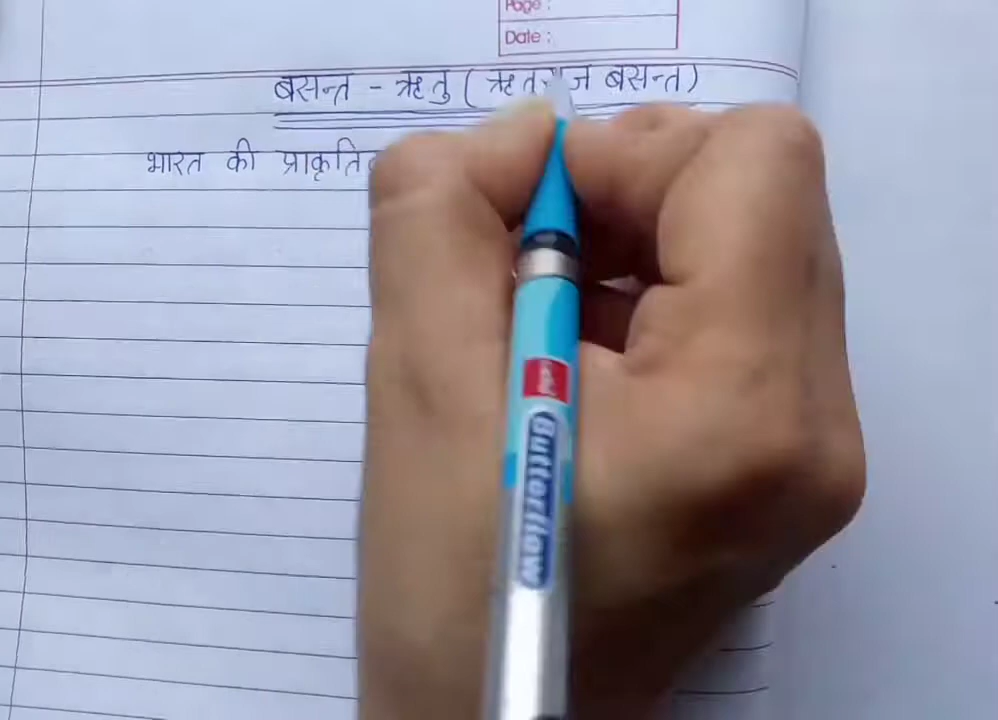 Page :
Date :
बसन्त - ऋतु ( बसन्त)
भारत की
Butterflow